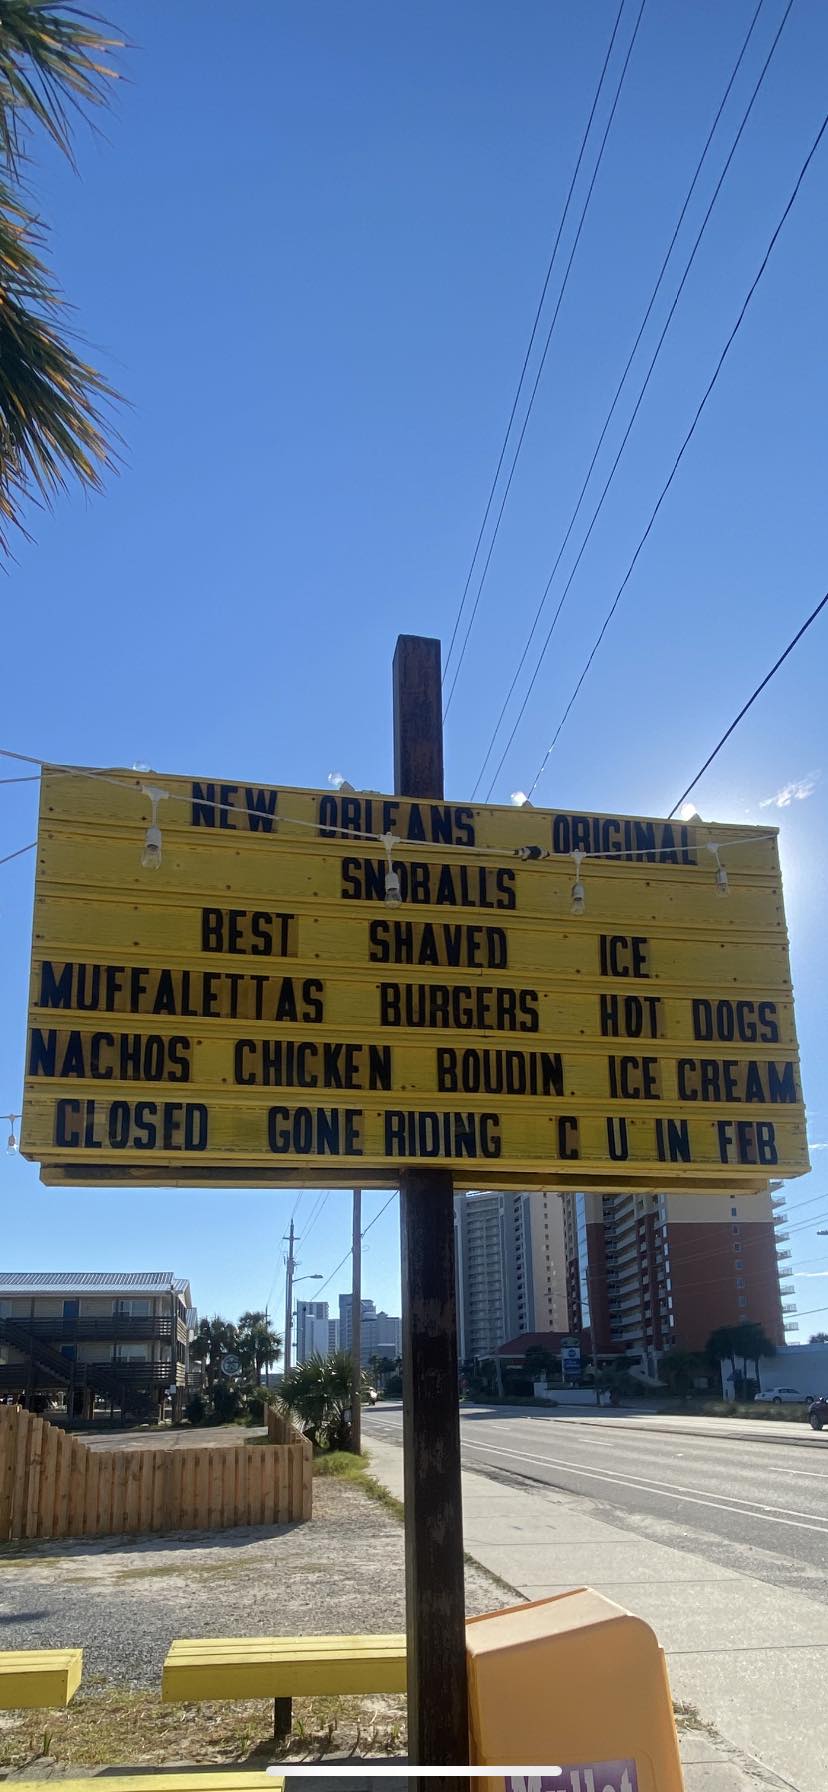 NEW ORLEANS ORIGINAL
SNOBALLS
BEST SHAVED ICE
MUFFALETTAS BURGERS HOT DOGS
NACHOS CHICKEN BOUDIN ICE CREAM
CLOSED GONE RIDING C U IN FEB
Mullet